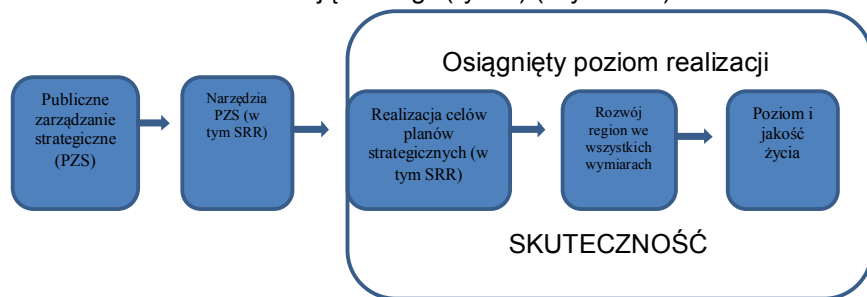 Osiągnięty poziom realizacji
Publiczne
zarządzanie
strategiczne
(PZS)
Narzędzia
PZS (w
tym SRR)
Realizacja celów
planów
strategicznych (w
tym SRR)
Rozwój
region we
wszystkich
wymiarach
Poziom i
jakość
życia
SKUTECZNOŚĆ